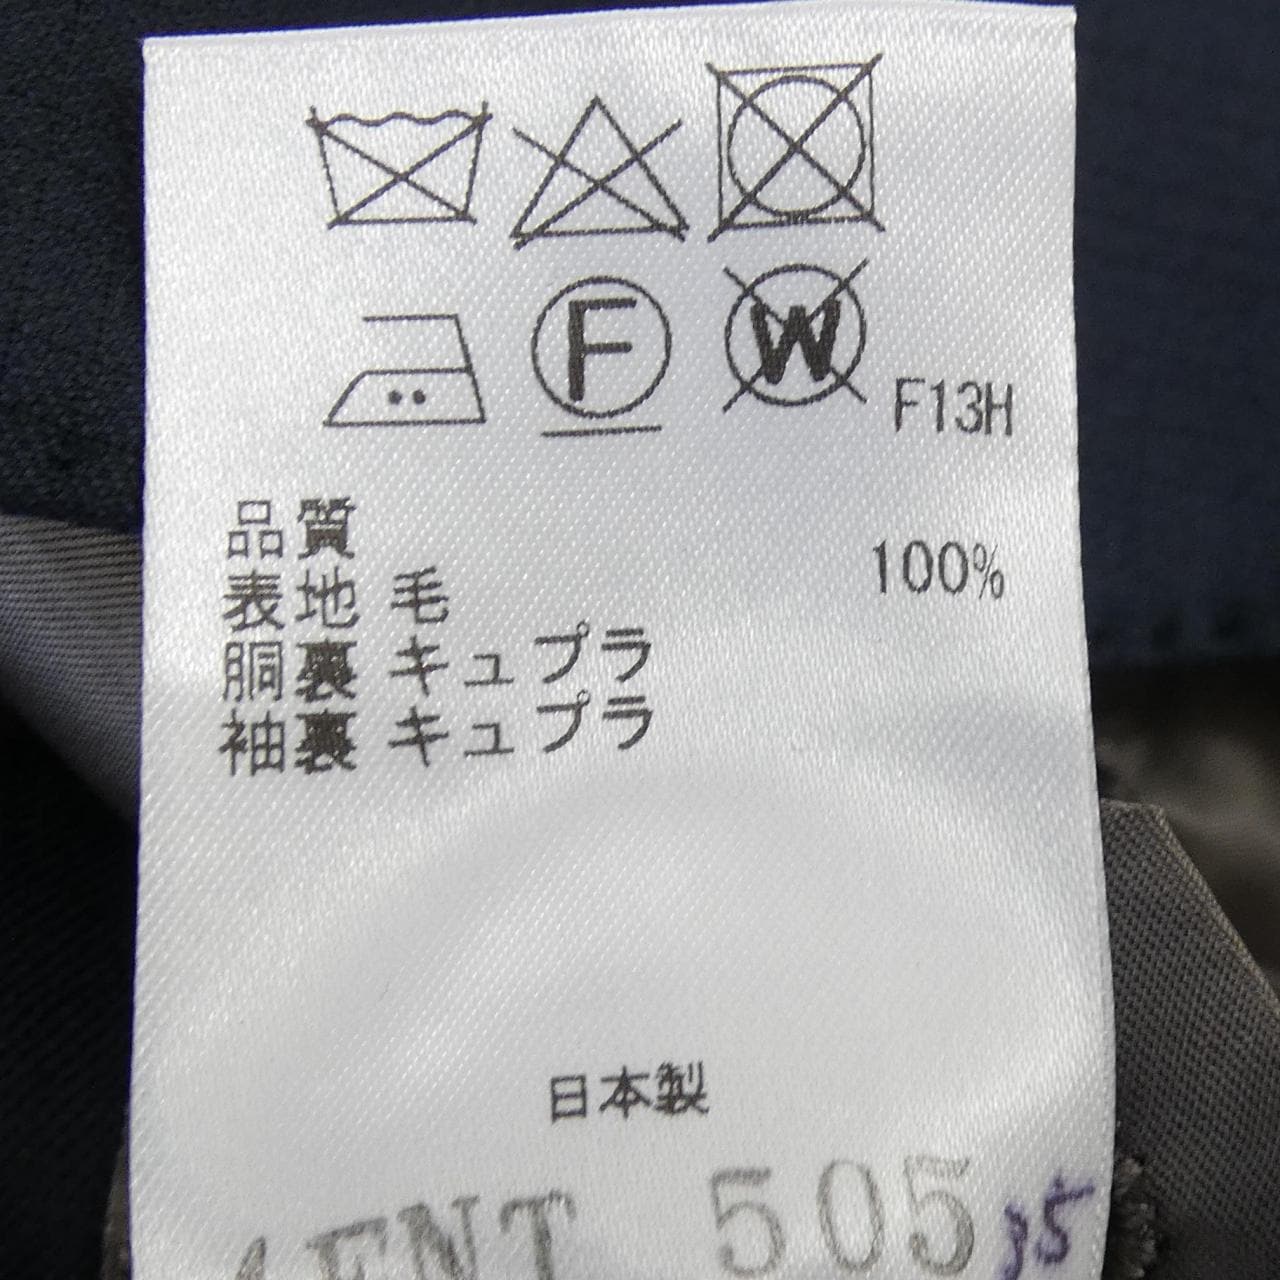 F
W
F13H
品質
表地 毛 100%
胴裏 キュプラ
袖裏 キュプラ
日本製
505